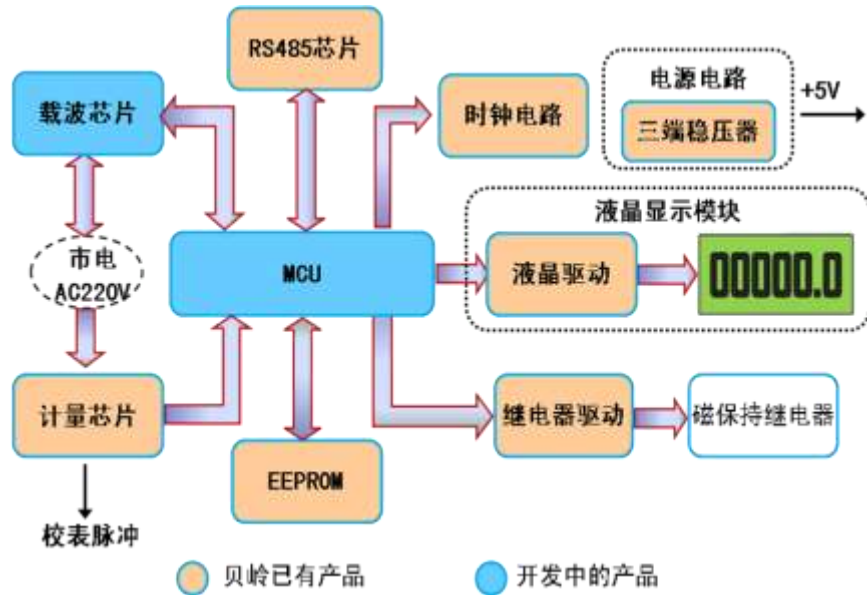 RS485芯片
载波芯片
时钟电路
电源电路
三端稳压器
+5V
市电
AC220V
MCU
液晶显示模块
液晶驱动
00000.0
计量芯片
EEPROM
继电器驱动
磁保持继电器
校表脉冲
贝岭已有产品
开发中的产品